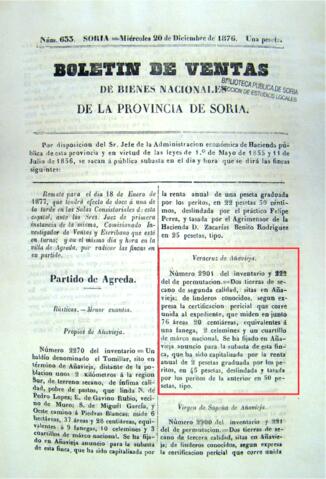 Núm. 633. SORIA.—Miércoles 20 de Diciembre de 1876. Una peseta.
BOLETIN DE VENTAS
DE BIENES NACIONALES
DE LA PROVINCIA DE SORIA.
BIBLIOTECA PUBLICA DE SORIA
SECCION DE ESTUDIOS LOCALES
Por disposicion del Sr. Jefe de la Administracion económica de Hacienda pú-
blica de esta provincia y en virtud de las leyes de 1.º de Mayo de 1855 y 11 de
Julio de 1856, se sacan á pública subasta en el dia y hora que se dirá las fincas
siguientes:
Remate para el dia 18 de Enero de
1877, que tendrá efecto de doce á una de
la tarde en las Salas Consistoriales de esta
capital, ante los Sres. Juez de primera
instancia de la misma, Comisionado In-
vestigador de Ventas y Escribano que esté
en turno; y en el mismo dia y hora en la
villa de Agreda, por radicar las fincas en
su partido.
Partido de Agreda.
Rústicas.—Menor cuantía.
Propios de Añavieja.
Número 2270 del inventario.—Un
baldío denominado el Tomillar, sito en
término de Añavieja, distante de la po-
blacion unos 2 kilómetros á la region
Sur, de terreno secano, de ínfima cali-
dad, pobre de pastos, que linda N. de
Pedro Lopez, E. de Gavino Rubio, veci-
no de Muro, S. de Miguel García, y
Oeste camino á Piedras Blancas; mide 6
hectáreas, 37 áreas y 28 centiáreas, equi-
valentes á 9 fanegas, 10 celemines y 3
cuartillos de marco nacional. Se ha fijado
en Añavieja anuncio para la subasta de
esta finca, que ha sido capitalizada por
la renta anual de una peseta graduada
por los peritos, en 22 pesetas 50 cénti-
mos, deslindada por el práctico Felipe
Perez, y tasada por el Agrimensor de la
Hacienda D. Zacarías Benito Rodriguez
en 25 pesetas, tipo.
Veracruz de Añavieja.
Número 2901 del inventario y 222
del de permutacion.—Dos tierras de se-
cano de segunda calidad, sitas en Aña-
vieja; de linderos conocidos, segun ex-
presa la certificacion pericial que corre
unida al expediente, que miden en junto
76 áreas 20 centiáreas, equivalentes á
una fanega, 2 celemines y un cuartillo
de márco nacional. Se ha fijado en Aña-
vieja anuncio para la subasta de esta fin-
ca, que ha sido capitalizada por la renta
anual de 2 pesetas graduada por los pe-
ritos, en 45 pesetas, deslindada y tasada
por los peritos de la anterior en 50 pe-
setas, tipo.
Virgen de Sopeña de Añavieja.
Número 2900 del inventario y 221
del de permutacion.—Dos tierras de se-
cano de tercera calidad, sitas en Añavie-
ja; de linderos conocidos, segun expresa
la certificacion pericial que corre unida